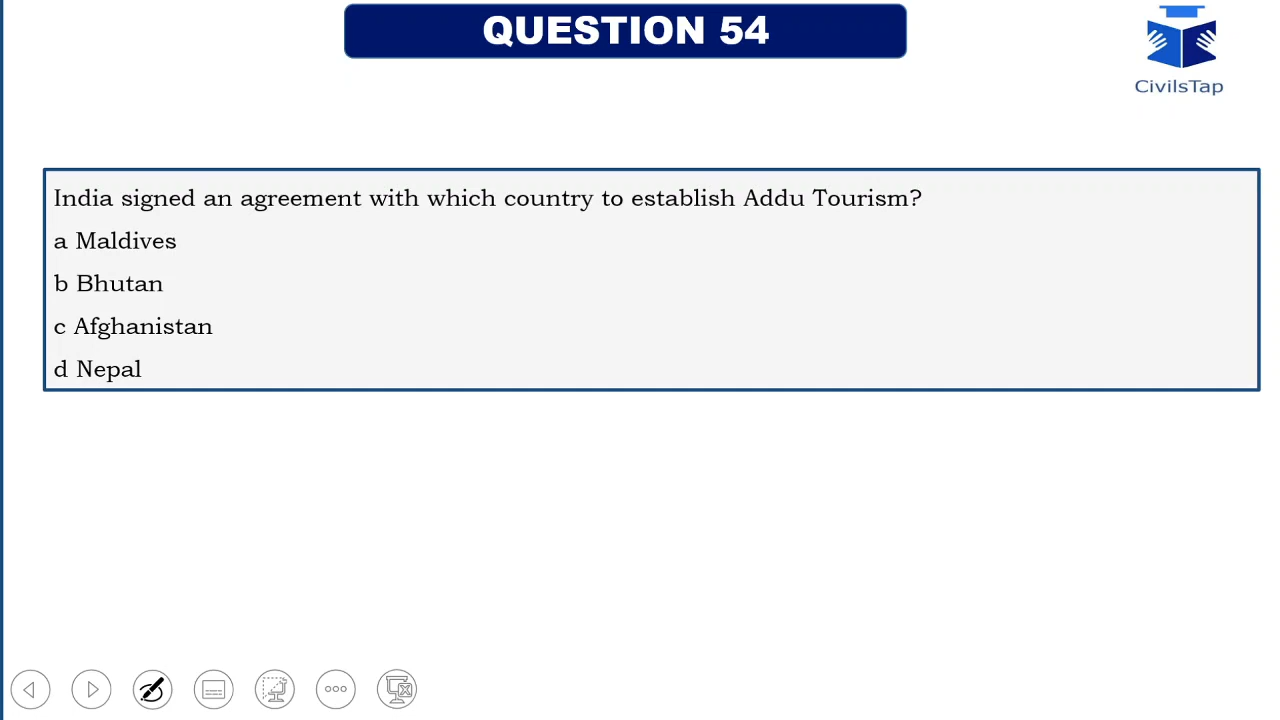 QUESTION 54
CivilsTap
India signed an agreement with which country to establish Addu Tourism?
a Maldives
b Bhutan
c Afghanistan
d Nepal